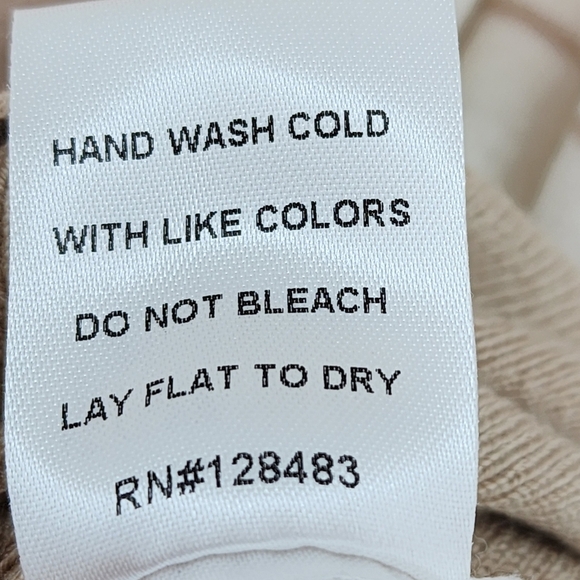 HAND WASH COLD
WITH LIKE COLORS
DO NOT BLEACH
LAY FLAT TO DRY
RN#128483